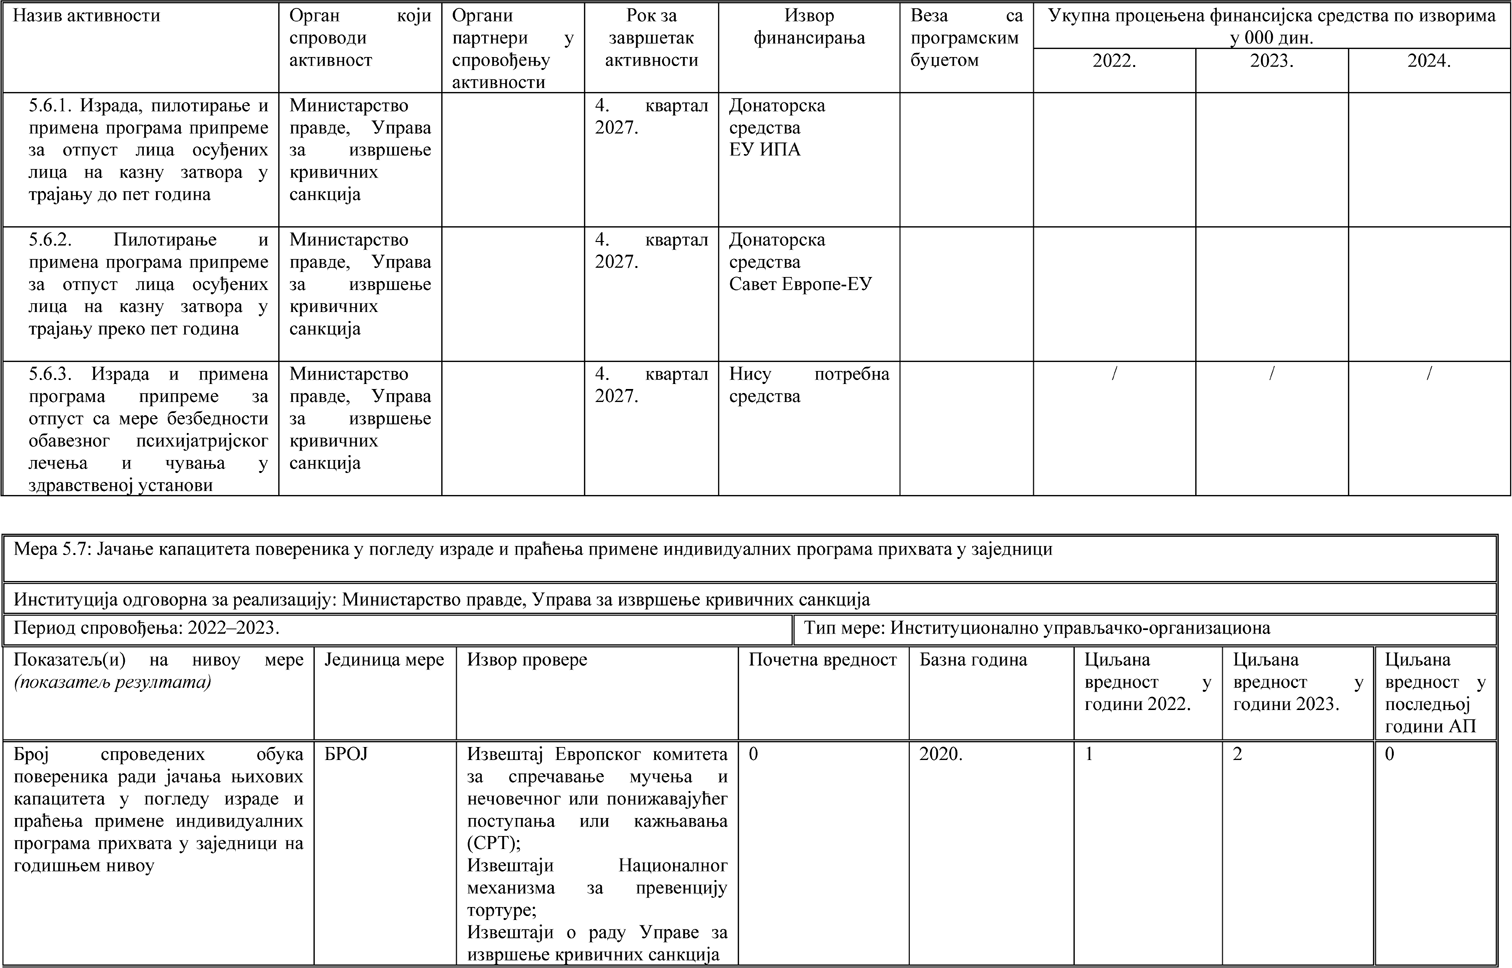 Назив активности
Орган који
спроводи
активност
Органи
партнери у
спровођењу
активности
Рок за
завршетак
активности
Извор
финансирања
Веза са
програмским
буџетом
Укупна процењена финансијска средства по изворима
у 000 дин.
2022.
2023.
2024.
5.6.1. Израда, пилотирање и
примена програма припреме
за отпуст лица осуђених
лица на казну затвора у
трајању до пет година
Министарство
правде, Управа
за извршење
кривичних
санкција
4. квартал
2027.
Донаторска
средства
ЕУ ИПА
5.6.2. Пилотирање и
примена програма припреме
за отпуст лица осуђених
лица на казну затвора у
трајању преко пет година
Министарство
правде, Управа
за извршење
кривичних
санкција
4. квартал
2027.
Донаторска
средства
Савет Европе-ЕУ
5.6.3. Израда и примена
програма припреме за
отпуст са мере безбедности
обавезног психијатријског
лечења и чувања у
здравственој установи
Министарство
правде, Управа
за извршење
кривичних
санкција
4. квартал
2027.
Нису потребна
средства
/
/
/
Мера 5.7: Јачање капацитета повереника у погледу израде и праћења примене индивидуалних програма прихвата у заједници
Институција одговорна за реализацију: Министарство правде, Управа за извршење кривичних санкција
Период спровођења: 2022–2023.
Тип мере: Институционално управљачко-организациона
Показатељ(и) на нивоу мере
(показатељ резултата)
Јединица мере
Извор провере
Почетна вредност
Базна година
Циљана
вредност у
години 2022.
Циљана
вредност у
години 2023.
Циљана
вредност у
последњој
години АП
Број спроведених обука
повереника ради јачања њихових
капацитета у погледу израде и
праћења примене индивидуалних
програма прихвата у заједници на
годишњем нивоу
БРОЈ
Извештај Европског комитета
за спречавање мучења и
нечовечног или понижавајућег
поступања или кажњавања
(CPT);
Извештаји Националног
механизма за превенцију
тортуре;
Извештаји о раду Управе за
извршење кривичних санкција
0
2020.
1
2
0